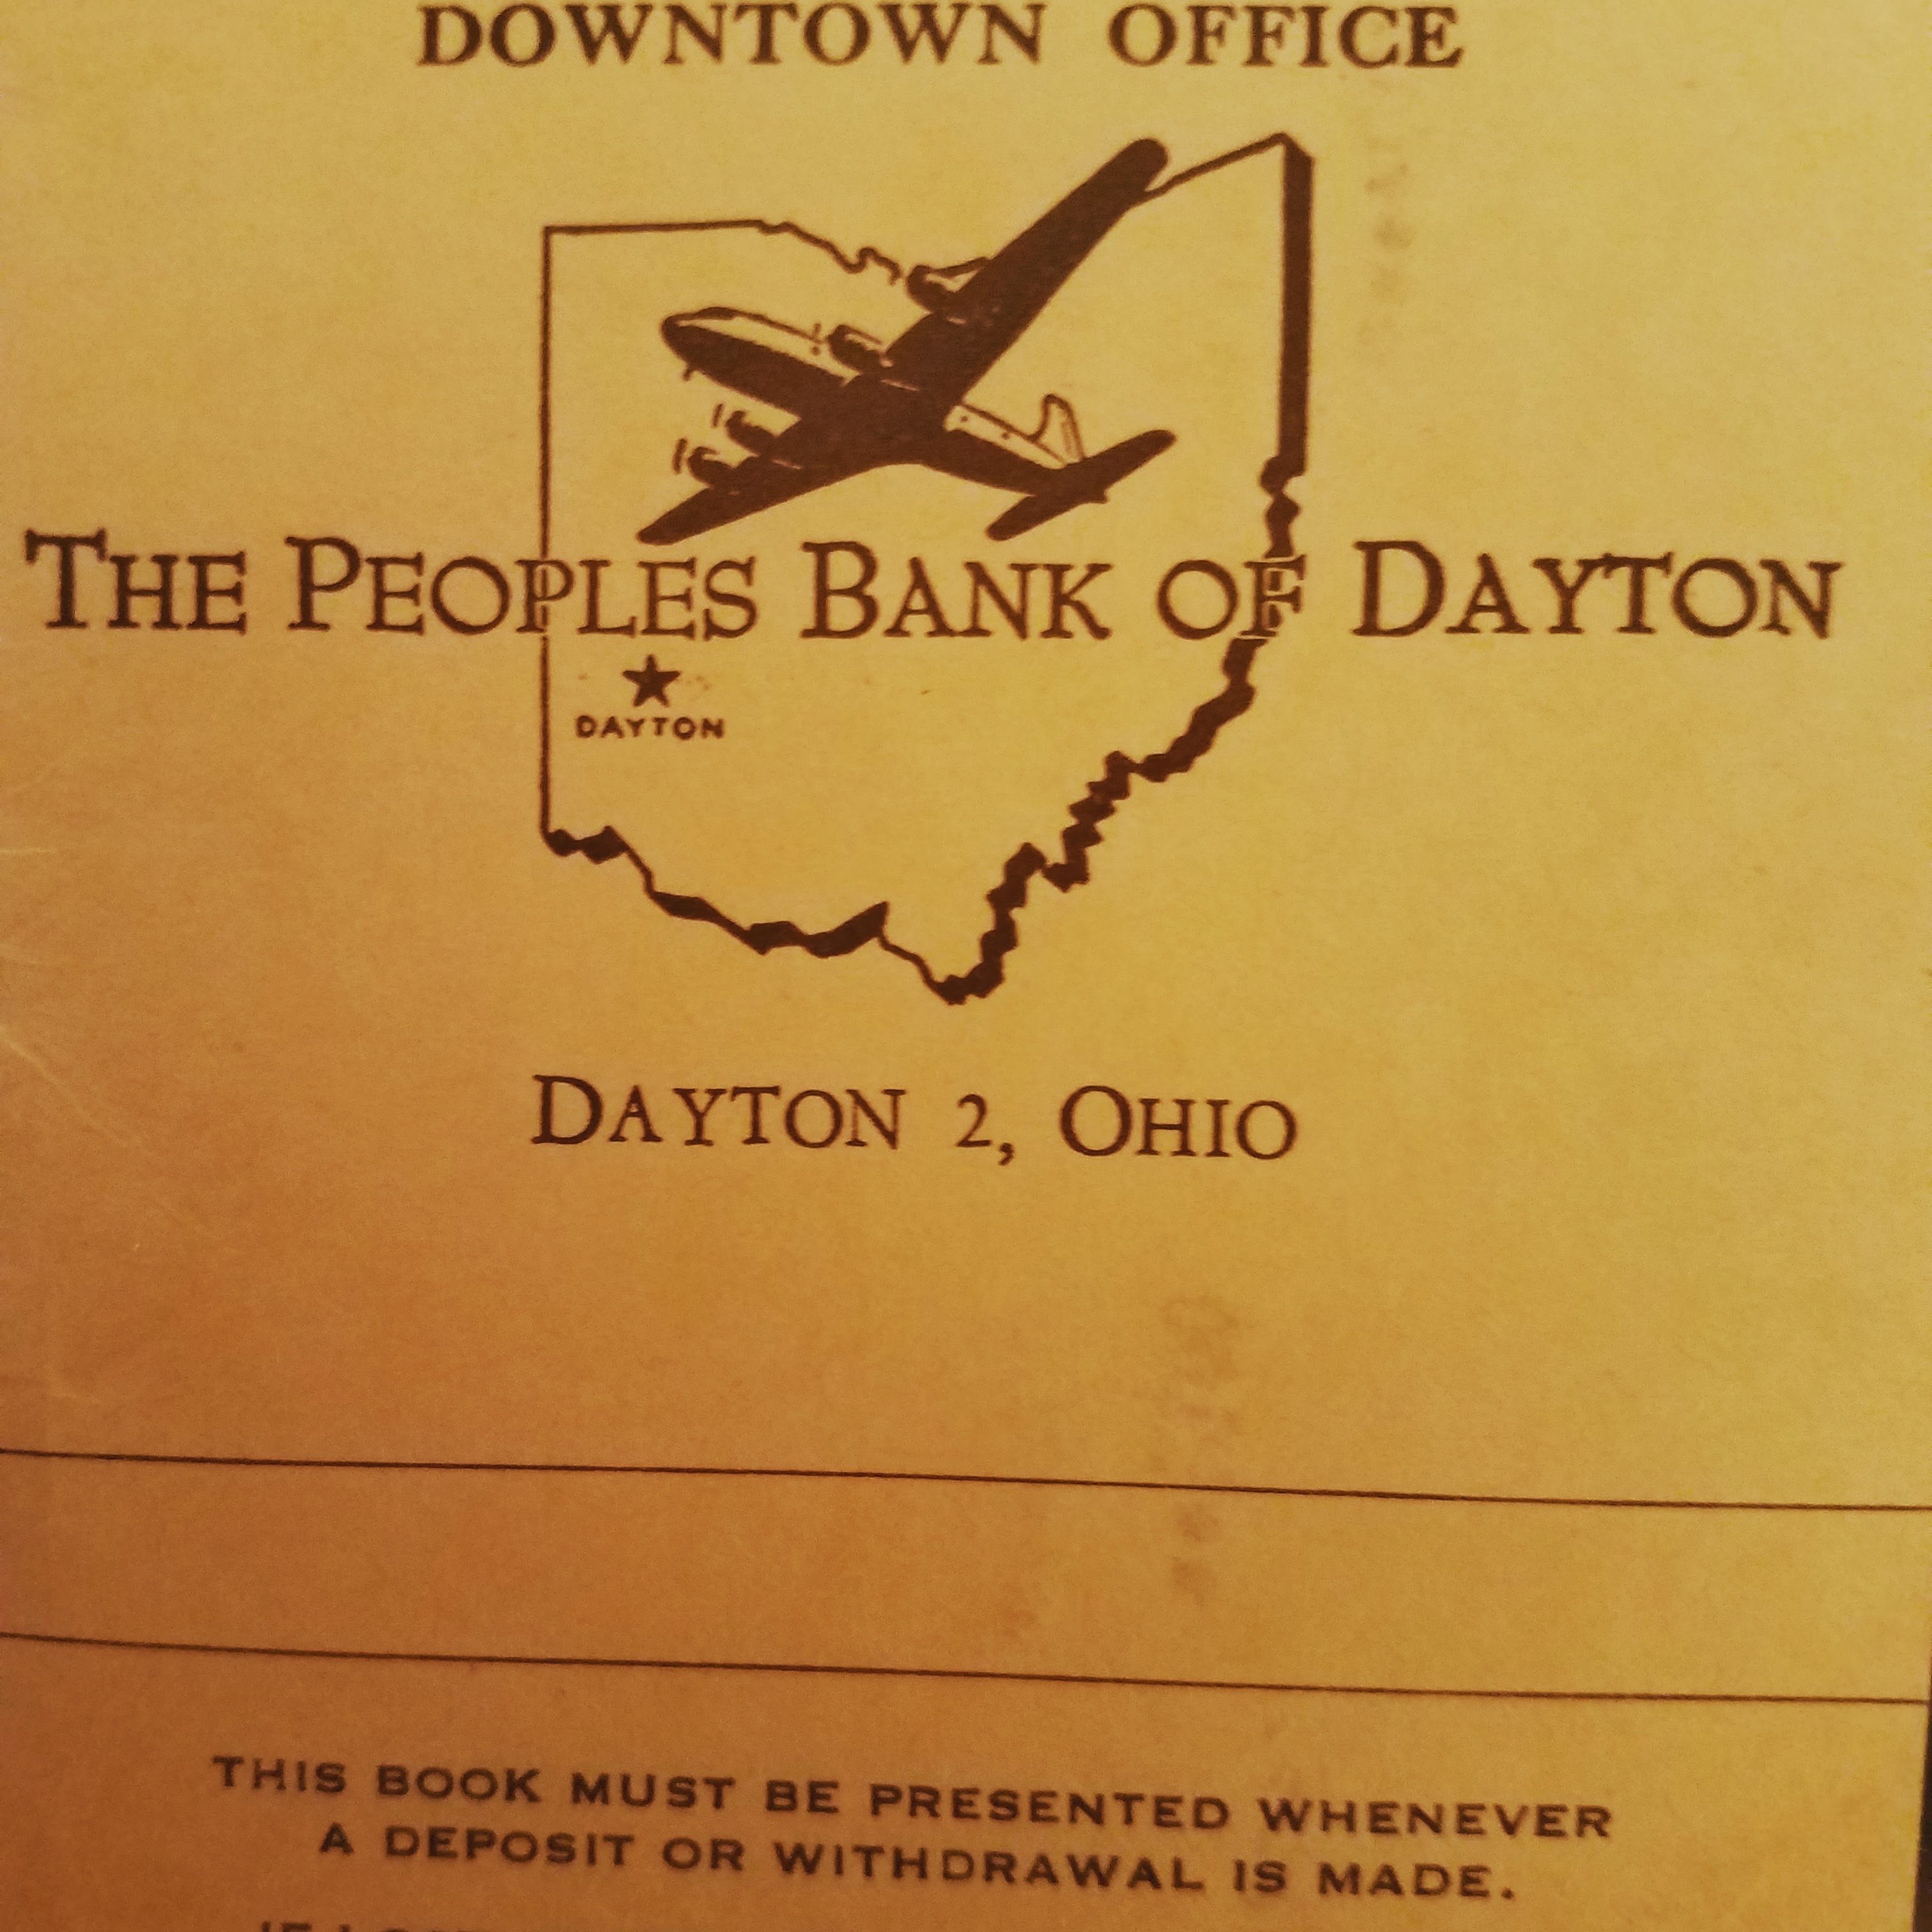 DOWNTOWN OFFICE
THE PEOPLES BANK OF DAYTON
DAYTON
DAYTON 2, OHIO
THIS BOOK MUST BE PRESENTED WHENEVER
A DEPOSIT OR WITHDRAWAL IS MADE.